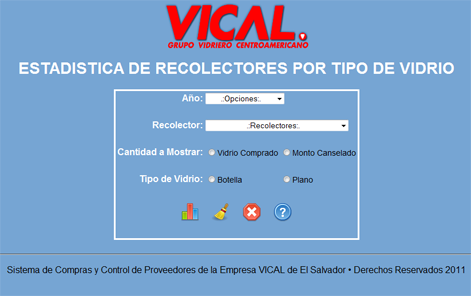 VICAL.
GRUPO VIDRIERO CENTROAMERICANO
ESTADISTICA DE RECOLECTORES POR TIPO DE VIDRIO
Año: .:Opciones:.
Recolector: .:Recolectores:.
Cantidad a Mostrar: Vidrio Comprado Monto Canselado
Tipo de Vidrio: Botella Plano
?
Sistema de Compras y Control de Proveedores de la Empresa VICAL de El Salvador • Derechos Reservados 2011